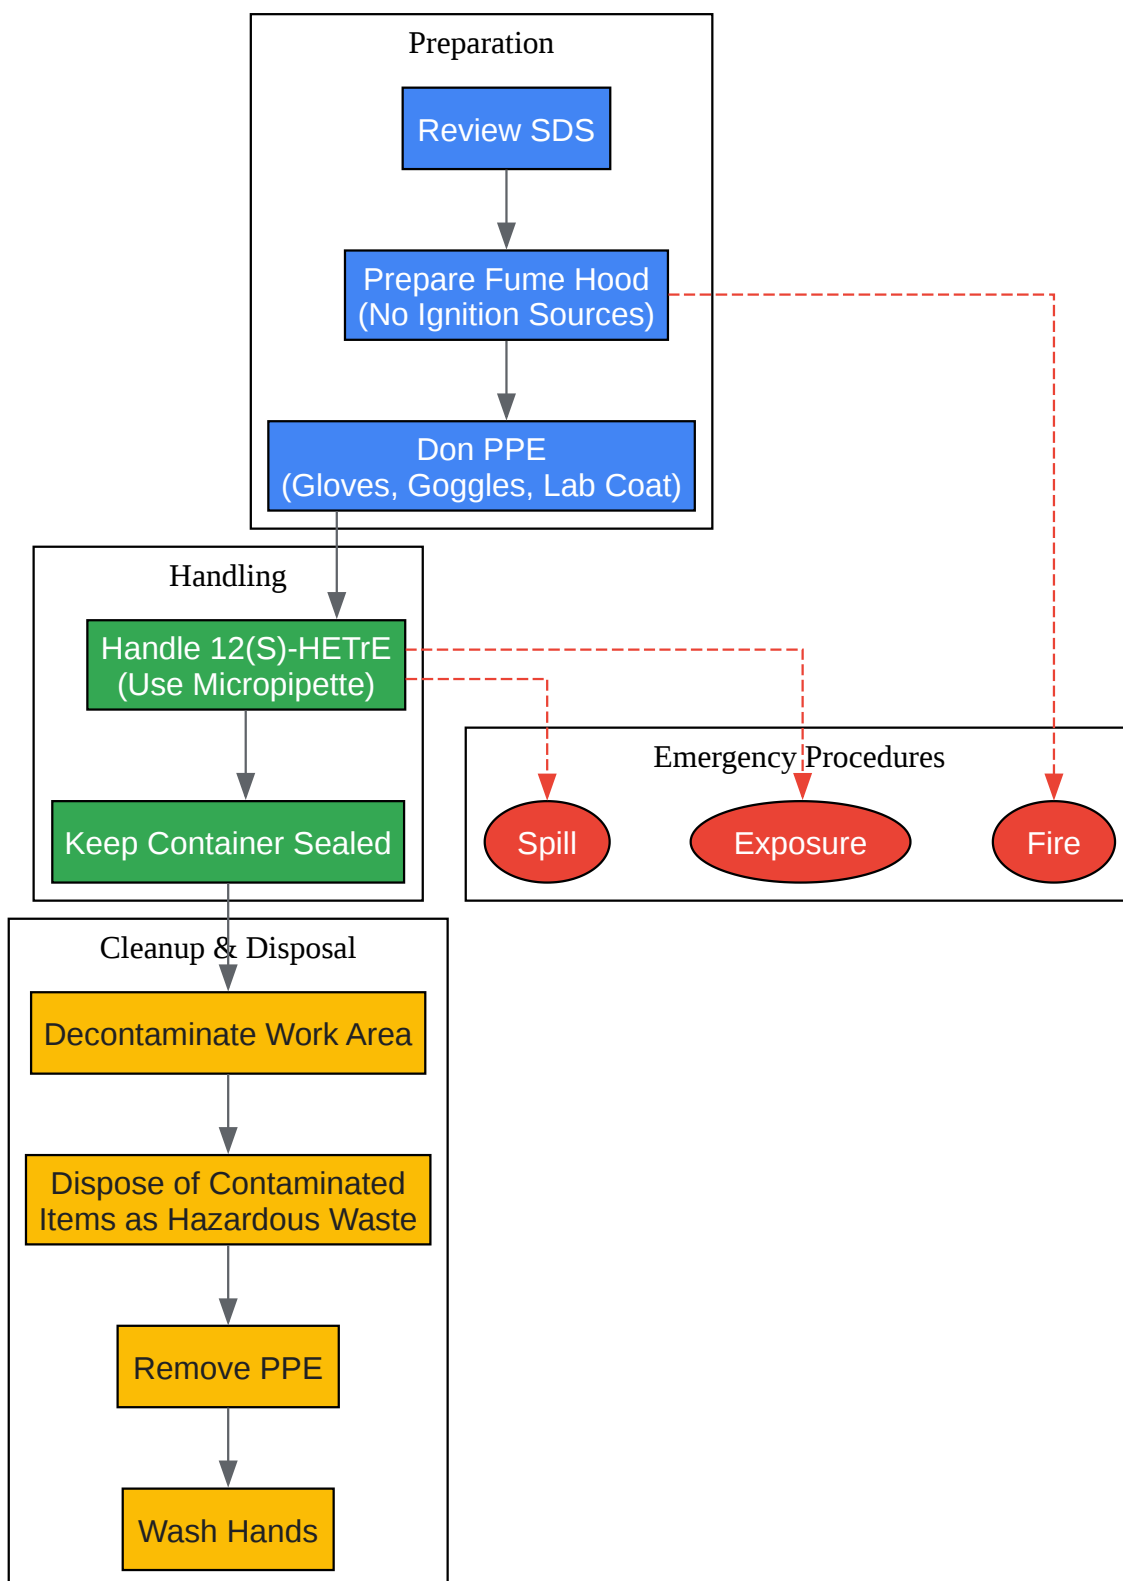 Preparation
Review SDS
Prepare Fume Hood
(No Ignition Sources)
Don PPE
(Gloves, Goggles, Lab Coat)
Handling
Handle 12(S)-HETrE
(Use Micropipette)
Keep Container Sealed
Emergency Procedures
Spill
Exposure
Fire
Cleanup & Disposal
Decontaminate Work Area
Dispose of Contaminated
Items as Hazardous Waste
Remove PPE
Wash Hands